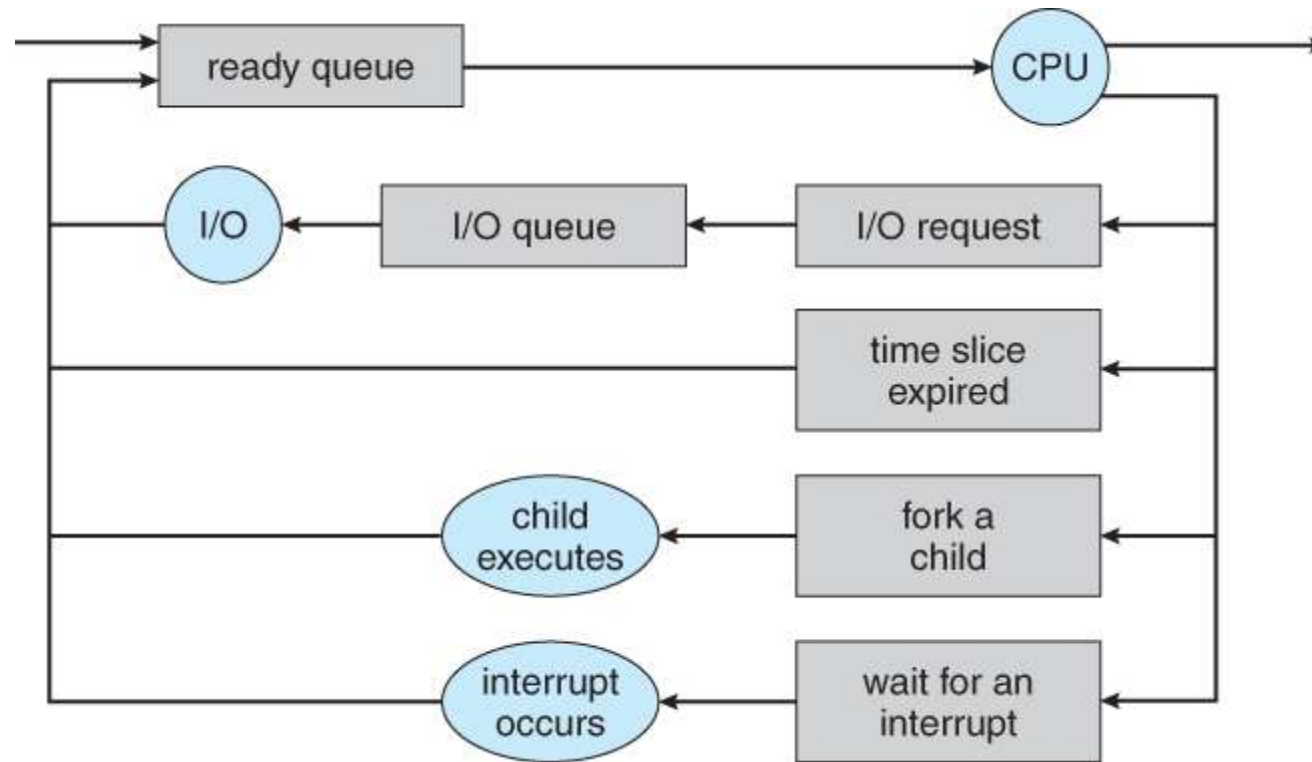 ready queue
CPU
I/O
I/O queue
I/O request
time slice
expired
child
executes
fork a
child
interrupt
occurs
wait for an
interrupt